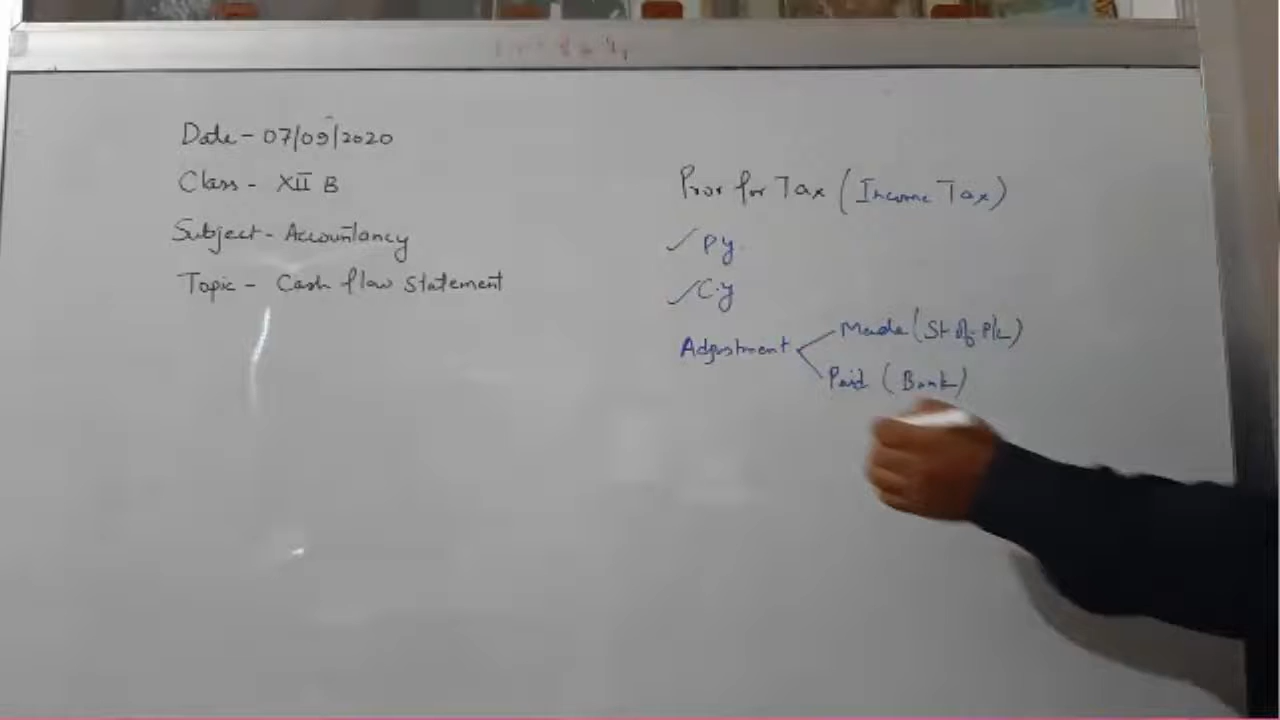 Date - 07/09/2020
Class - XII B
Subject - Accountancy
Topic - Cash flow Statement
Prov for Tax (Income Tax)
✓ P.y.
✓ C.y
Adjustment
Made (St of P/L)
Paid (Bank)